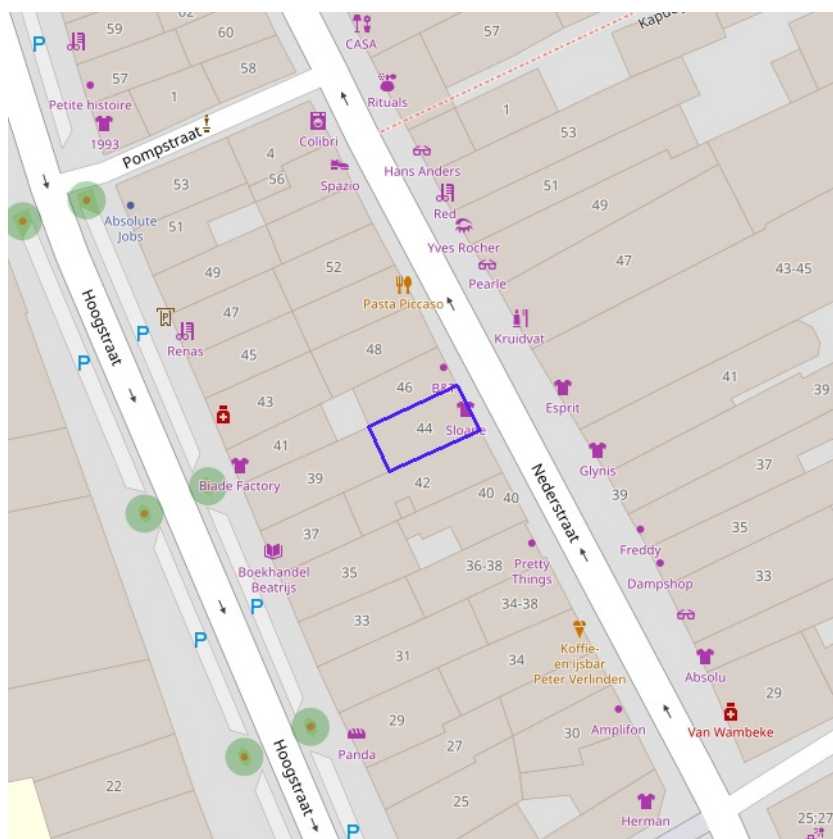 59
62
60
58
57
1
P
Petite histoire
1993
CASA
57
Rituals
Pompstraat
Colibri
4
56
Spazio
1
53
Hans Anders
51
Red
49
Yves Rocher
47
Pearle
43-45
53
51
Absolute
Jobs
49
52
Pasta Piccaso
Kruidvat
47
P
Renas
45
48
Hoogstraat
P
P
43
46
B&T
41
39
Esprit
44
Sloane
41
39
42
Biade Factory
Glynis
37
40
40
39
Nederstraat
35
37
Boekhandel
Beatrijs
35
36-38
Pretty
Things
Freddy
Dampshop
33
P
33
34-38
P
31
34
Koffie-
en ijsbar
Peter Verlinden
Absolu
29
29
Van Wambeke
Panda
27
30
Amplifon
Hoogstraat
22
25
Herman
25;27
P